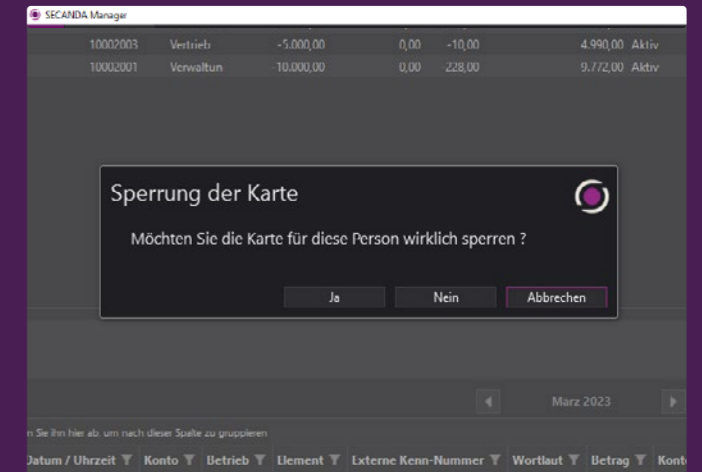 SECANDA Manager
10002003 Vertrieb -5.000,00 0,00 -10,00 4.990,00 Aktiv
10002001 Verwaltun -10.000,00 0,00 -228,00 9.772,00 Aktiv
Sperrung der Karte
Möchten Sie die Karte für diese Person wirklich sperren ?
Ja Nein Abbrechen
März 2023
n Sie ihn hier ab, um nach dieser Spalte zu gruppieren
Datum / Uhrzeit Konto Betrieb Element Externe Kenn-Nummer Wortlaut Betrag Kont